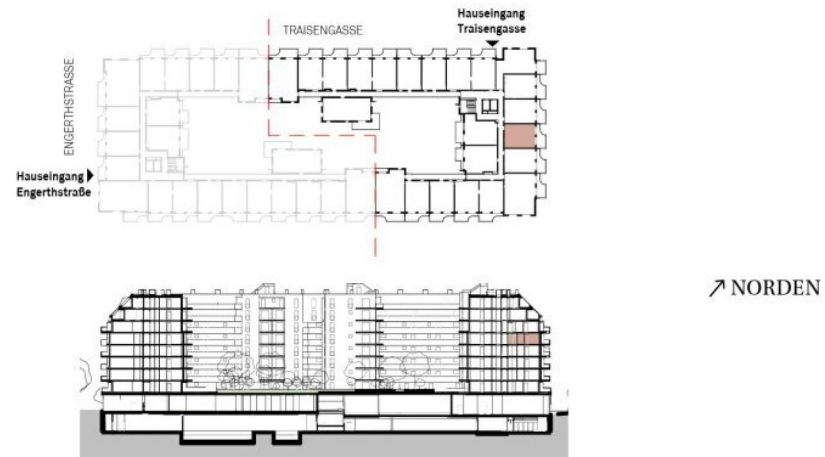 TRAISENGASSE
Hauseingang
Traisengasse
ENGERTHSTRASSE
Hauseingang
Engerthstraße
↗ NORDEN